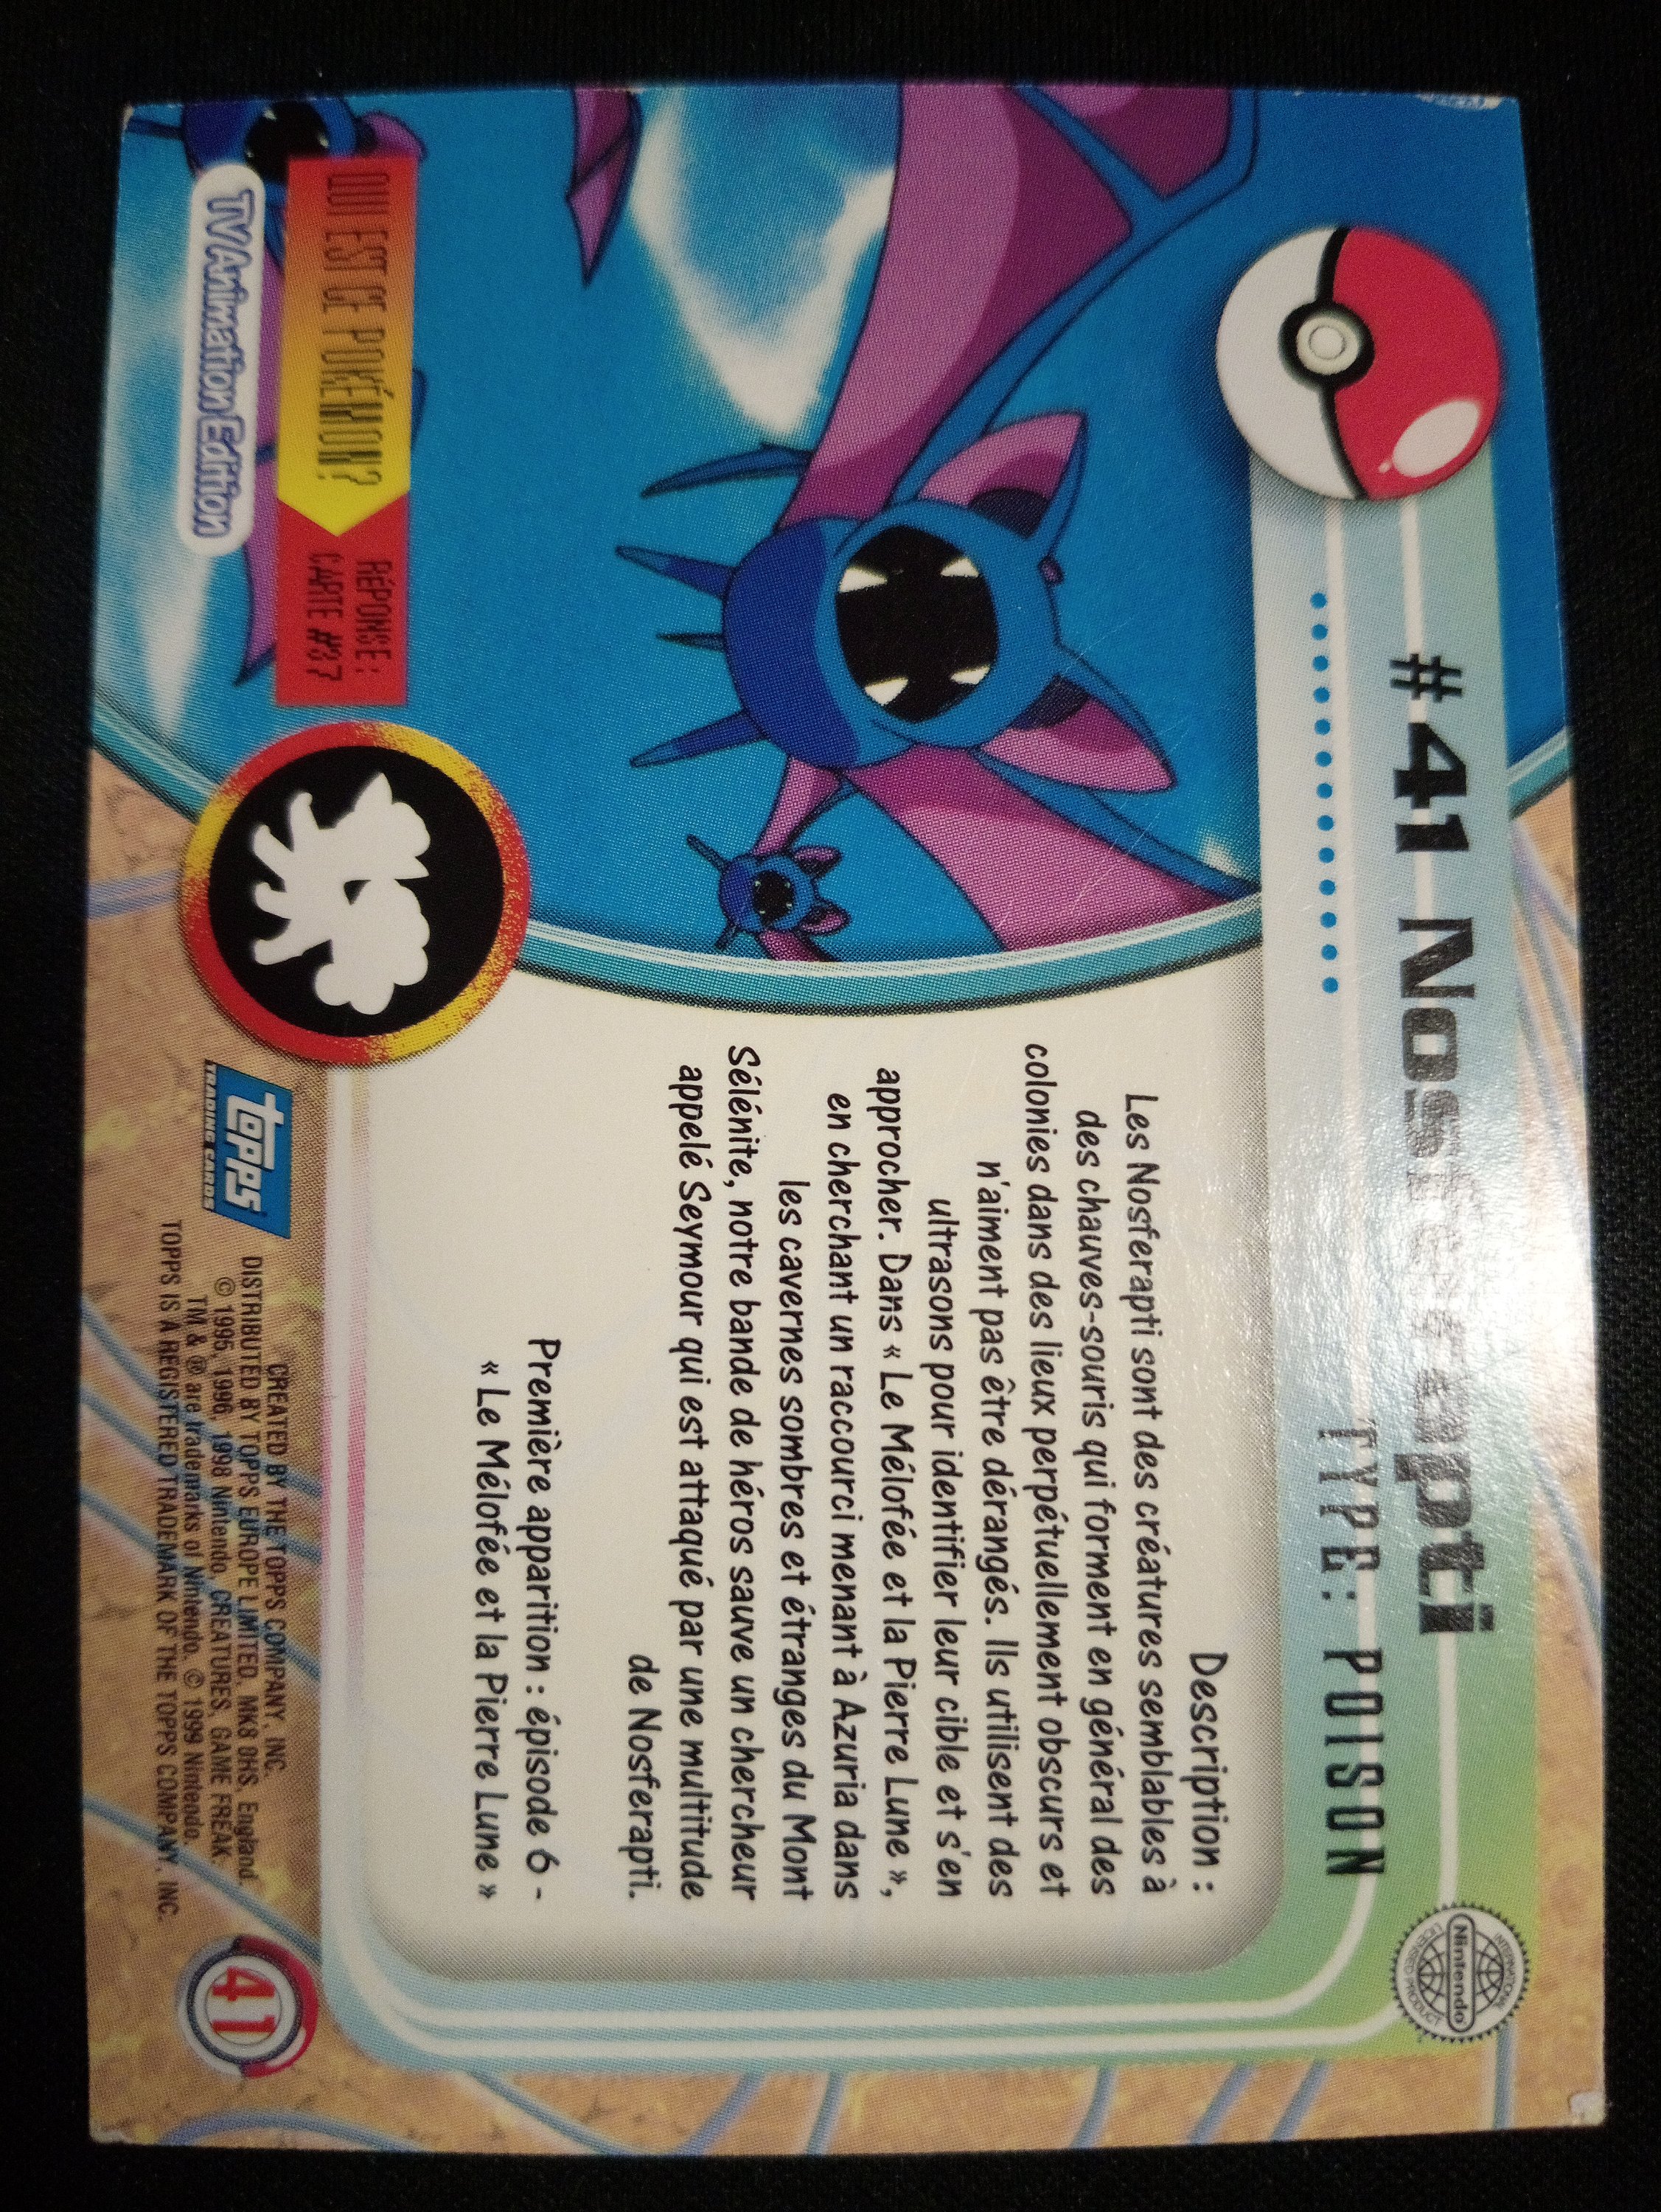 #41 Nosferapti
TYPE: POISON
INTERNATIONAL
Nintendo
LICENSED PRODUCT
Description :
Les Nosferapti sont des créatures semblables à
des chauves-souris qui forment en général des
colonies dans des lieux perpétuellement obscurs et
n'aiment pas être dérangés. Ils utilisent des
ultrasons pour identifier leur cible et s'en
approcher. Dans « Le Mélofée et la Pierre Lune »,
en cherchant un raccourci menant à Azuria dans
les cavernes sombres et étranges du Mont
Sélénite, notre bande de héros sauve un chercheur
appelé Seymour qui est attaqué par une multitude
de Nosferapti.
Première apparition : épisode 6 -
« Le Mélofée et la Pierre Lune »
QUI EST CE POKÉMON?
RÉPONSE :
CARTE #37
TV Animation Edition
topps
TRADING CARDS
CREATED BY THE TOPPS COMPANY, INC.
DISTRIBUTED BY TOPPS EUROPE LIMITED, MK8 0HS, England.
© 1995, 1996, 1998 Nintendo, CREATURES, GAME FREAK.
TM & ® are trademarks of Nintendo. © 1999 Nintendo.
TOPPS IS A REGISTERED TRADEMARK OF THE TOPPS COMPANY, INC.
41